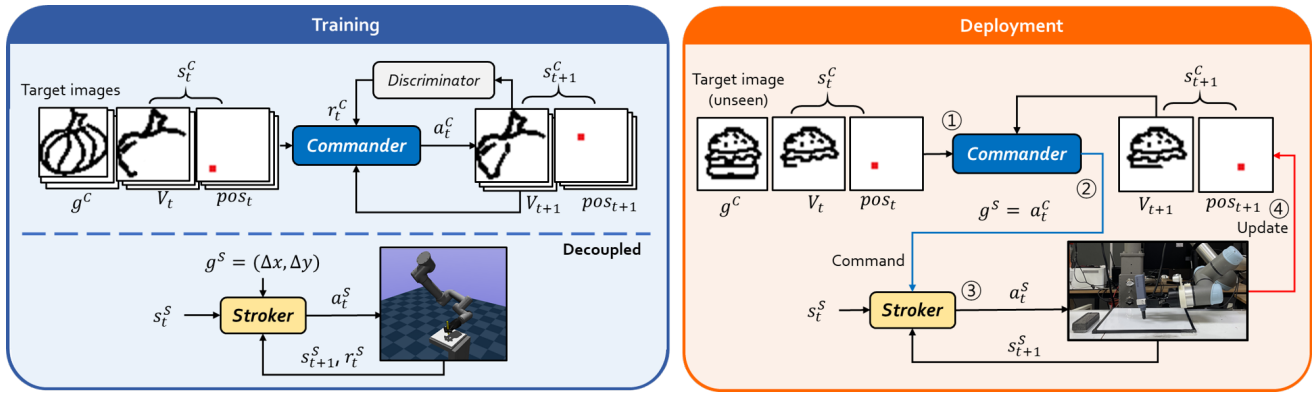 Training
Target images
$s_t^C$
Discriminator
$s_{t+1}^C$
$r_t^C$
Commander
$a_t^C$
$g^C$
$V_t$
$pos_t$
$V_{t+1}$
$pos_{t+1}$
Decoupled
$g^S = (\Delta x, \Delta y)$
$s_t^S$
Stroker
$a_t^S$
$s_{t+1}^S, r_t^S$
Deployment
Target image
(unseen)
$s_t^C$
$s_{t+1}^C$
①
Commander
②
$g^C$
$V_t$
$pos_t$
$V_{t+1}$
$pos_{t+1}$
④
Update
$g^S = a_t^C$
Command
③
$s_t^S$
Stroker
$a_t^S$
$s_{t+1}^S$